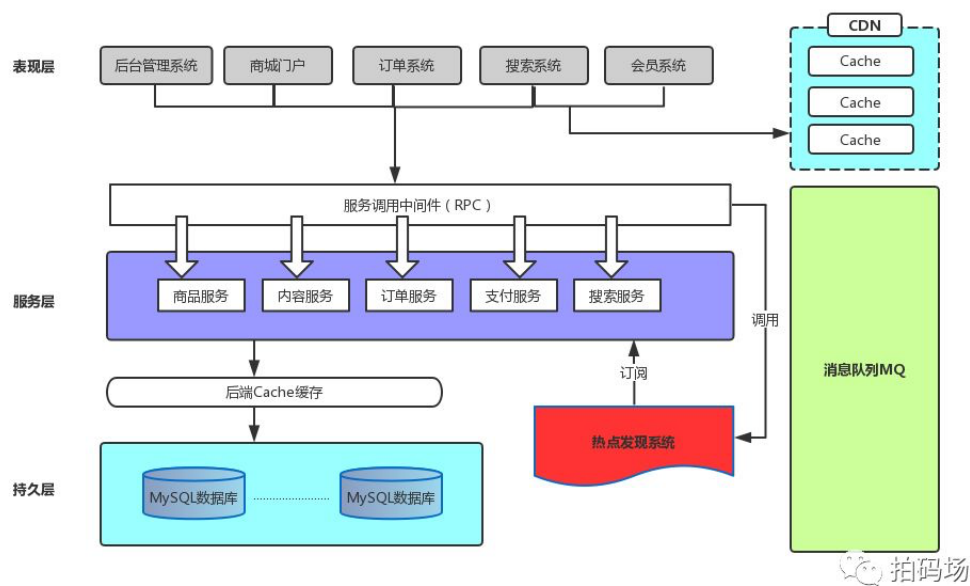 CDN
表现层
后台管理系统
商城门户
订单系统
搜索系统
会员系统
Cache
Cache
Cache
服务调用中间件（RPC）
服务层
商品服务
内容服务
订单服务
支付服务
搜索服务
调用
订阅
消息队列MQ
后端Cache缓存
热点发现系统
持久层
MySQL数据库
MySQL数据库
拍码场